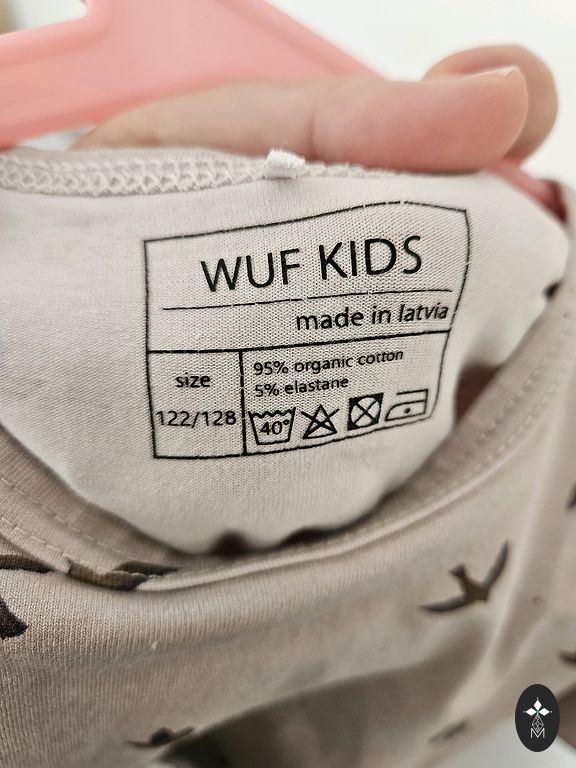 WUF KIDS
made in latvia
size
122/128
95% organic cotton
5% elastane
40°
M